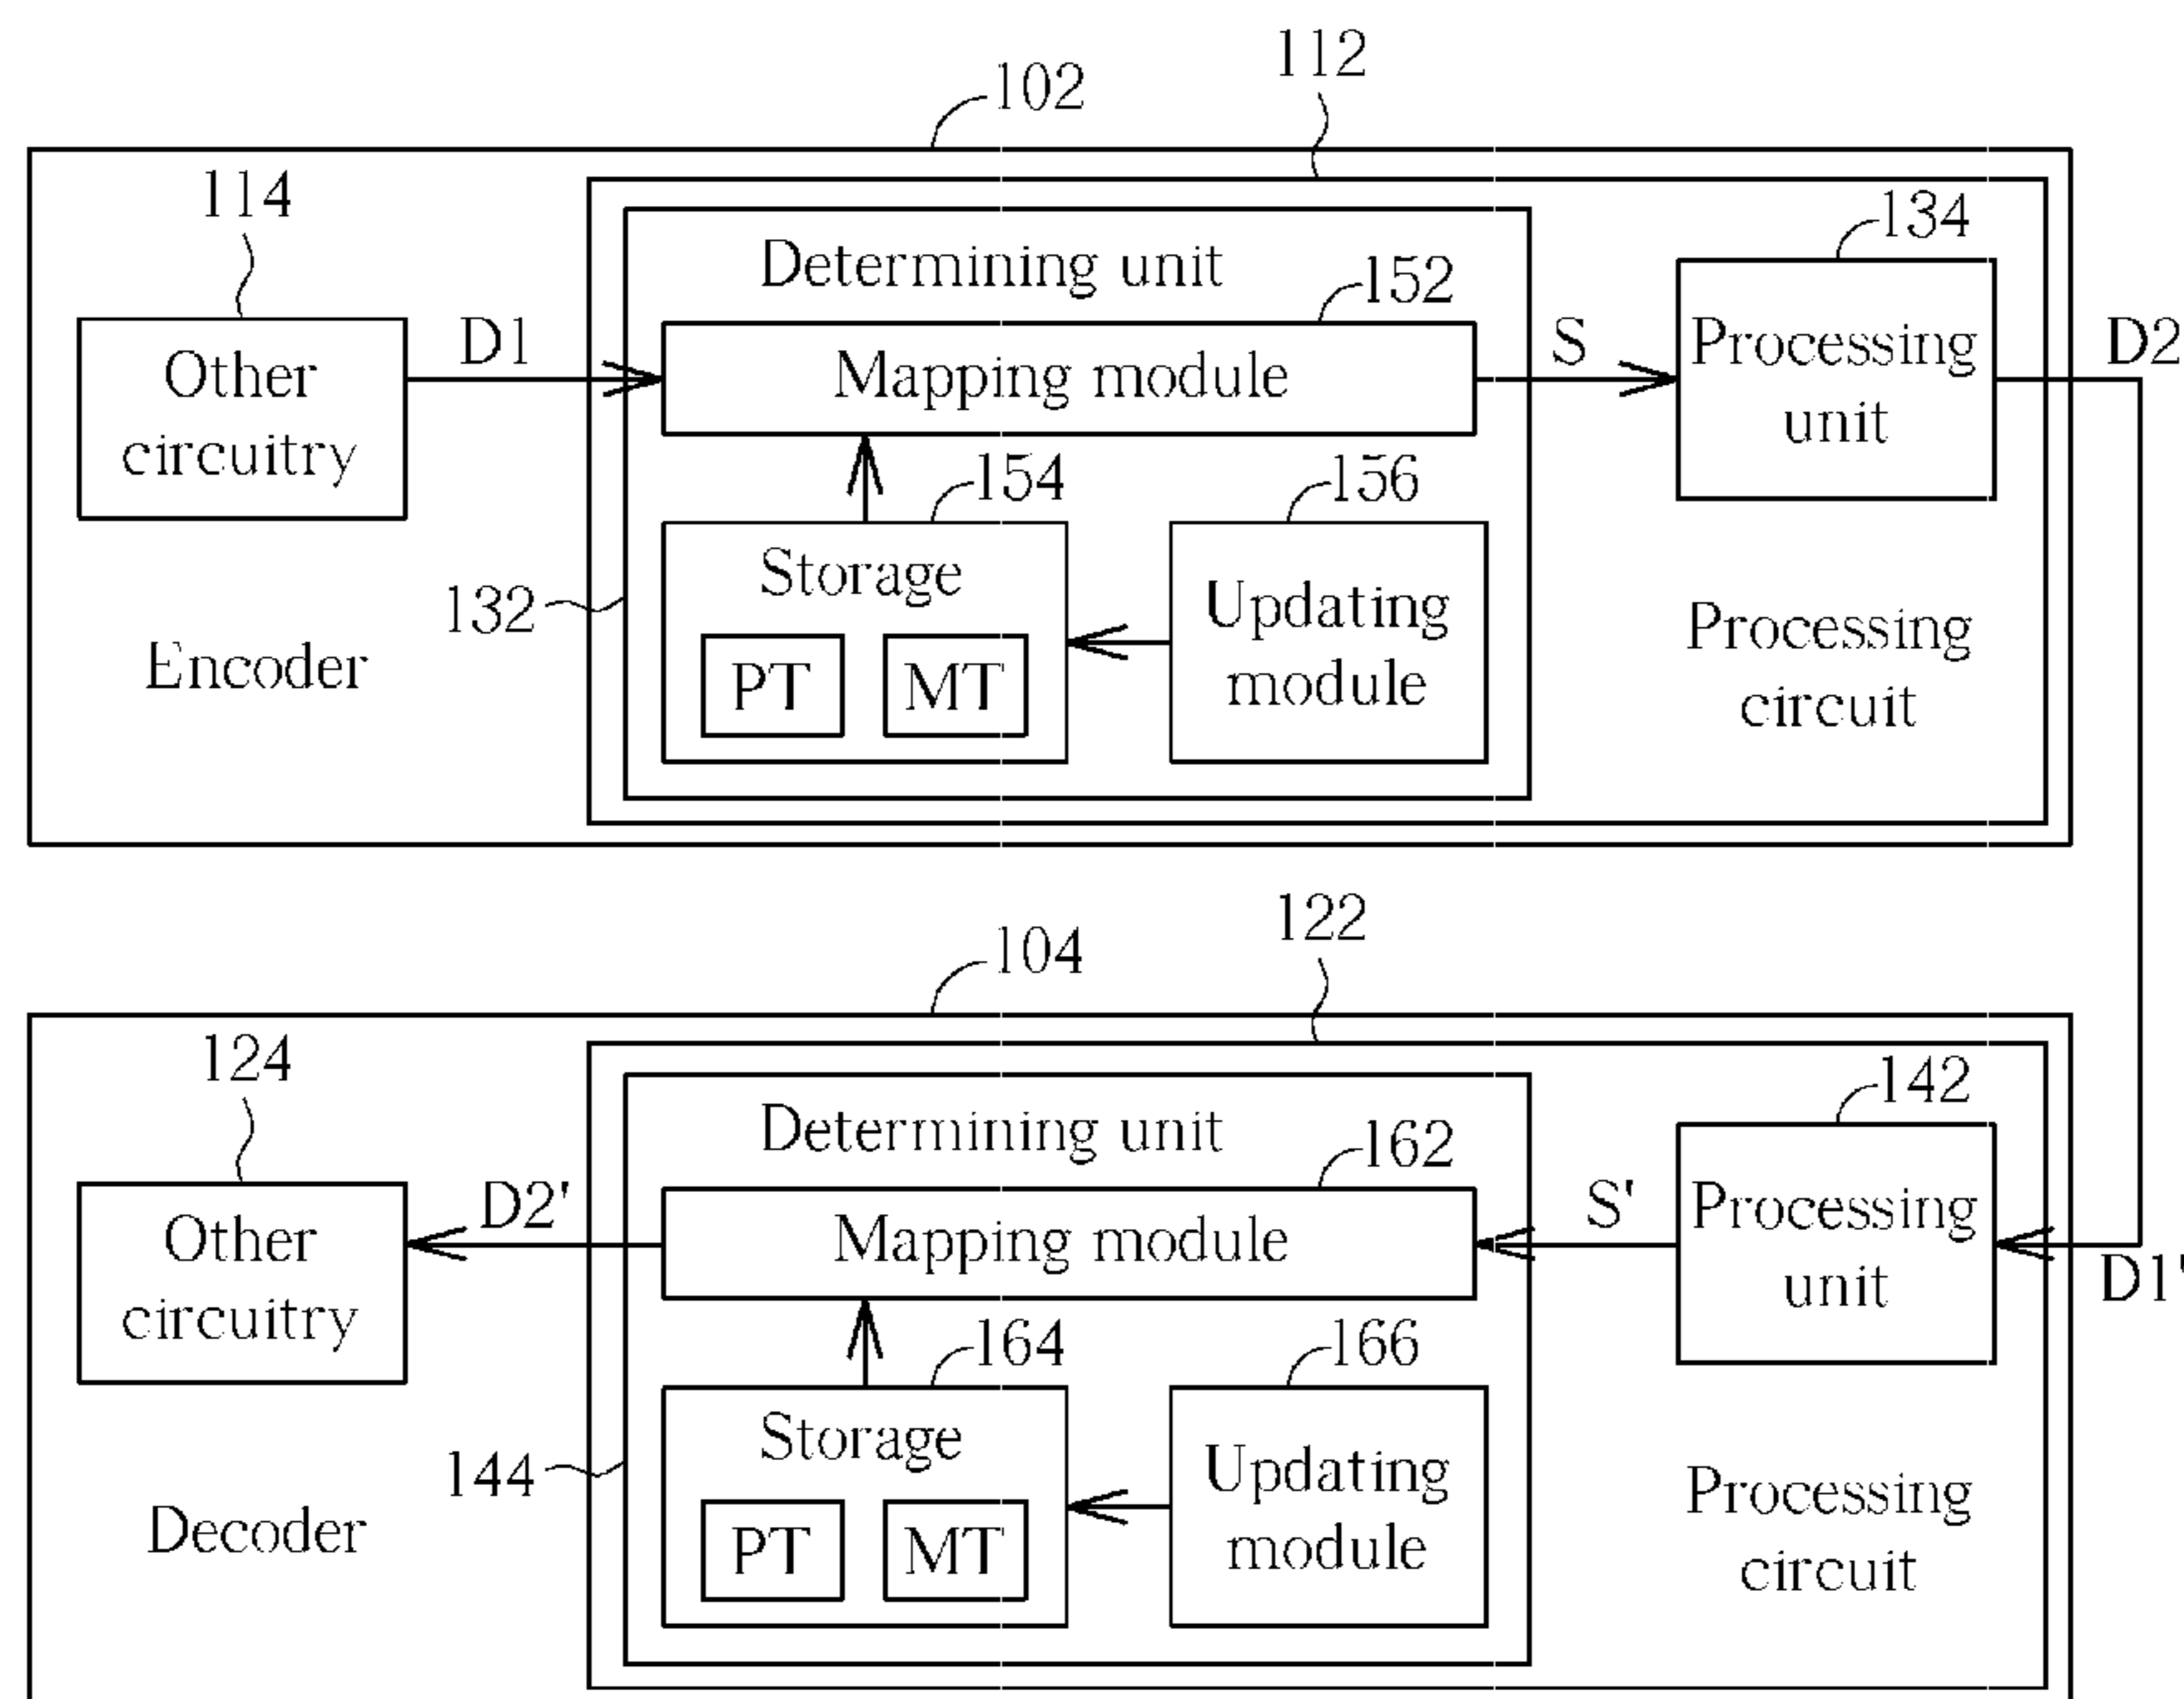 112
102
114
134
Determining unit
152
D1
S
D2
Other
circuitry
Mapping module
Processing
unit
154
156
Storage
Updating
module
132
PT
MT
Encoder
Processing
circuit
122
104
124
142
Determining unit
162
D2'
S'
D1'
Other
circuitry
Mapping module
Processing
unit
164
166
Storage
Updating
module
144
PT
MT
Decoder
Processing
circuit